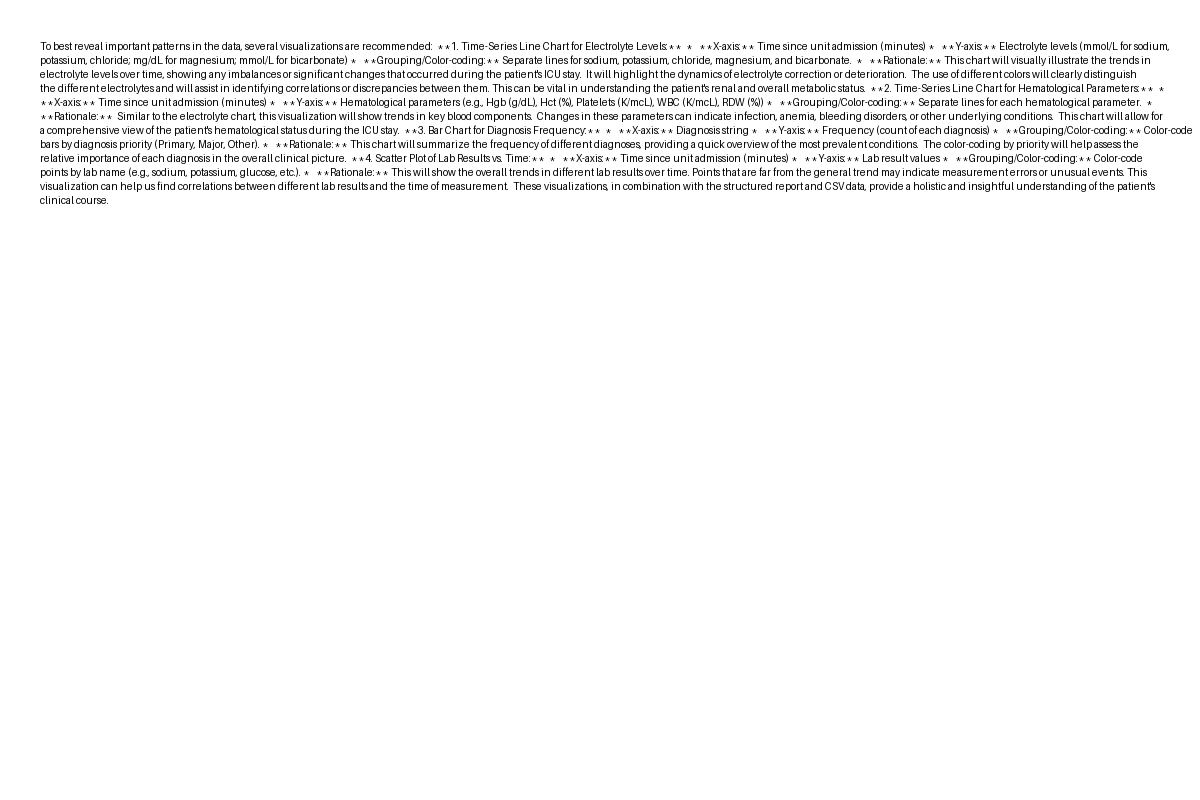 To best reveal important patterns in the data, several visualizations are recommended:  **1. Time-Series Line Chart for Electrolyte Levels:** *   **X-axis:** Time since unit admission (minutes) *   **Y-axis:** Electrolyte levels (mmol/L for sodium,
potassium, chloride; mg/dL for magnesium; mmol/L for bicarbonate) *   **Grouping/Color-coding:** Separate lines for sodium, potassium, chloride, magnesium, and bicarbonate.  *   **Rationale:** This chart will visually illustrate the trends in
electrolyte levels over time, showing any imbalances or significant changes that occurred during the patient's ICU stay.  It will highlight the dynamics of electrolyte correction or deterioration.  The use of different colors will clearly distinguish
the different electrolytes and will assist in identifying correlations or discrepancies between them. This can be vital in understanding the patient's renal and overall metabolic status.  **2. Time-Series Line Chart for Hematological Parameters:** *
**X-axis:** Time since unit admission (minutes) *   **Y-axis:** Hematological parameters (e.g., Hgb (g/dL), Hct (%), Platelets (K/mcL), WBC (K/mcL), RDW (%)) *   **Grouping/Color-coding:** Separate lines for each hematological parameter.  *
**Rationale:**  Similar to the electrolyte chart, this visualization will show trends in key blood components.  Changes in these parameters can indicate infection, anemia, bleeding disorders, or other underlying conditions.  This chart will allow for
a comprehensive view of the patient's hematological status during the ICU stay.  **3. Bar Chart for Diagnosis Frequency:** *   **X-axis:** Diagnosis string *   **Y-axis:** Frequency (count of each diagnosis) *   **Grouping/Color-coding:** Color-code
bars by diagnosis priority (Primary, Major, Other). *   **Rationale:** This chart will summarize the frequency of different diagnoses, providing a quick overview of the most prevalent conditions.  The color-coding by priority will help assess the
relative importance of each diagnosis in the overall clinical picture.  **4. Scatter Plot of Lab Results vs. Time:** *   **X-axis:** Time since unit admission (minutes) *   **Y-axis:** Lab result values *   **Grouping/Color-coding:** Color-code
points by lab name (e.g., sodium, potassium, glucose, etc.). *   **Rationale:** This will show the overall trends in different lab results over time. Points that are far from the general trend may indicate measurement errors or unusual events. This
visualization can help us find correlations between different lab results and the time of measurement.  These visualizations, in combination with the structured report and CSV data, provide a holistic and insightful understanding of the patient's
clinical course.